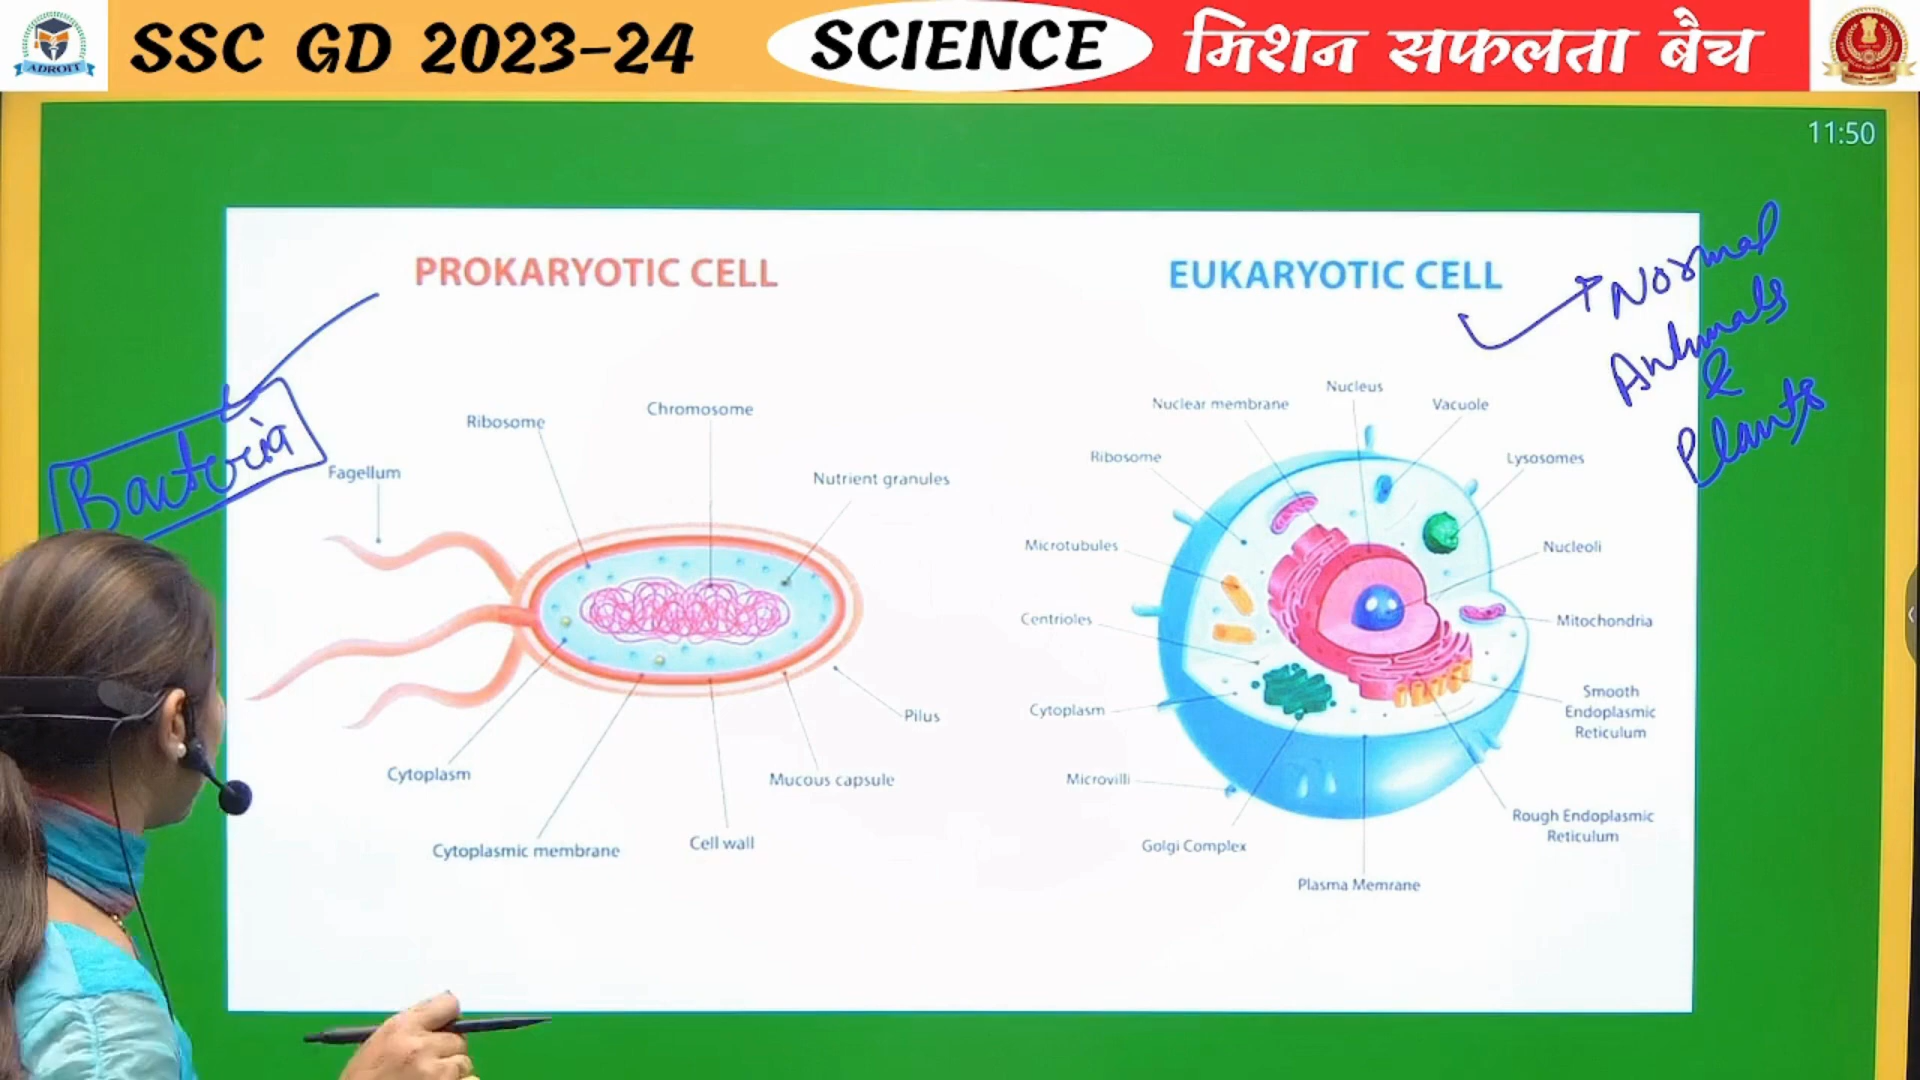 ADROIT
SSC GD 2023-24
SCIENCE
मिशन सफलता बैच
11:50
PROKARYOTIC CELL
EUKARYOTIC CELL
Normal
Animals
&
Plants
Bacteria
Ribosome
Chromosome
Fagellum
Nutrient granules
Pilus
Cytoplasm
Mucous capsule
Cytoplasmic membrane
Cell wall
Nucleus
Nuclear membrane
Vacuole
Ribosome
Lysosomes
Microtubules
Nucleoli
Centrioles
Mitochondria
Cytoplasm
Smooth
Endoplasmic
Reticulum
Microvilli
Rough Endoplasmic
Reticulum
Golgi Complex
Plasma Memrane